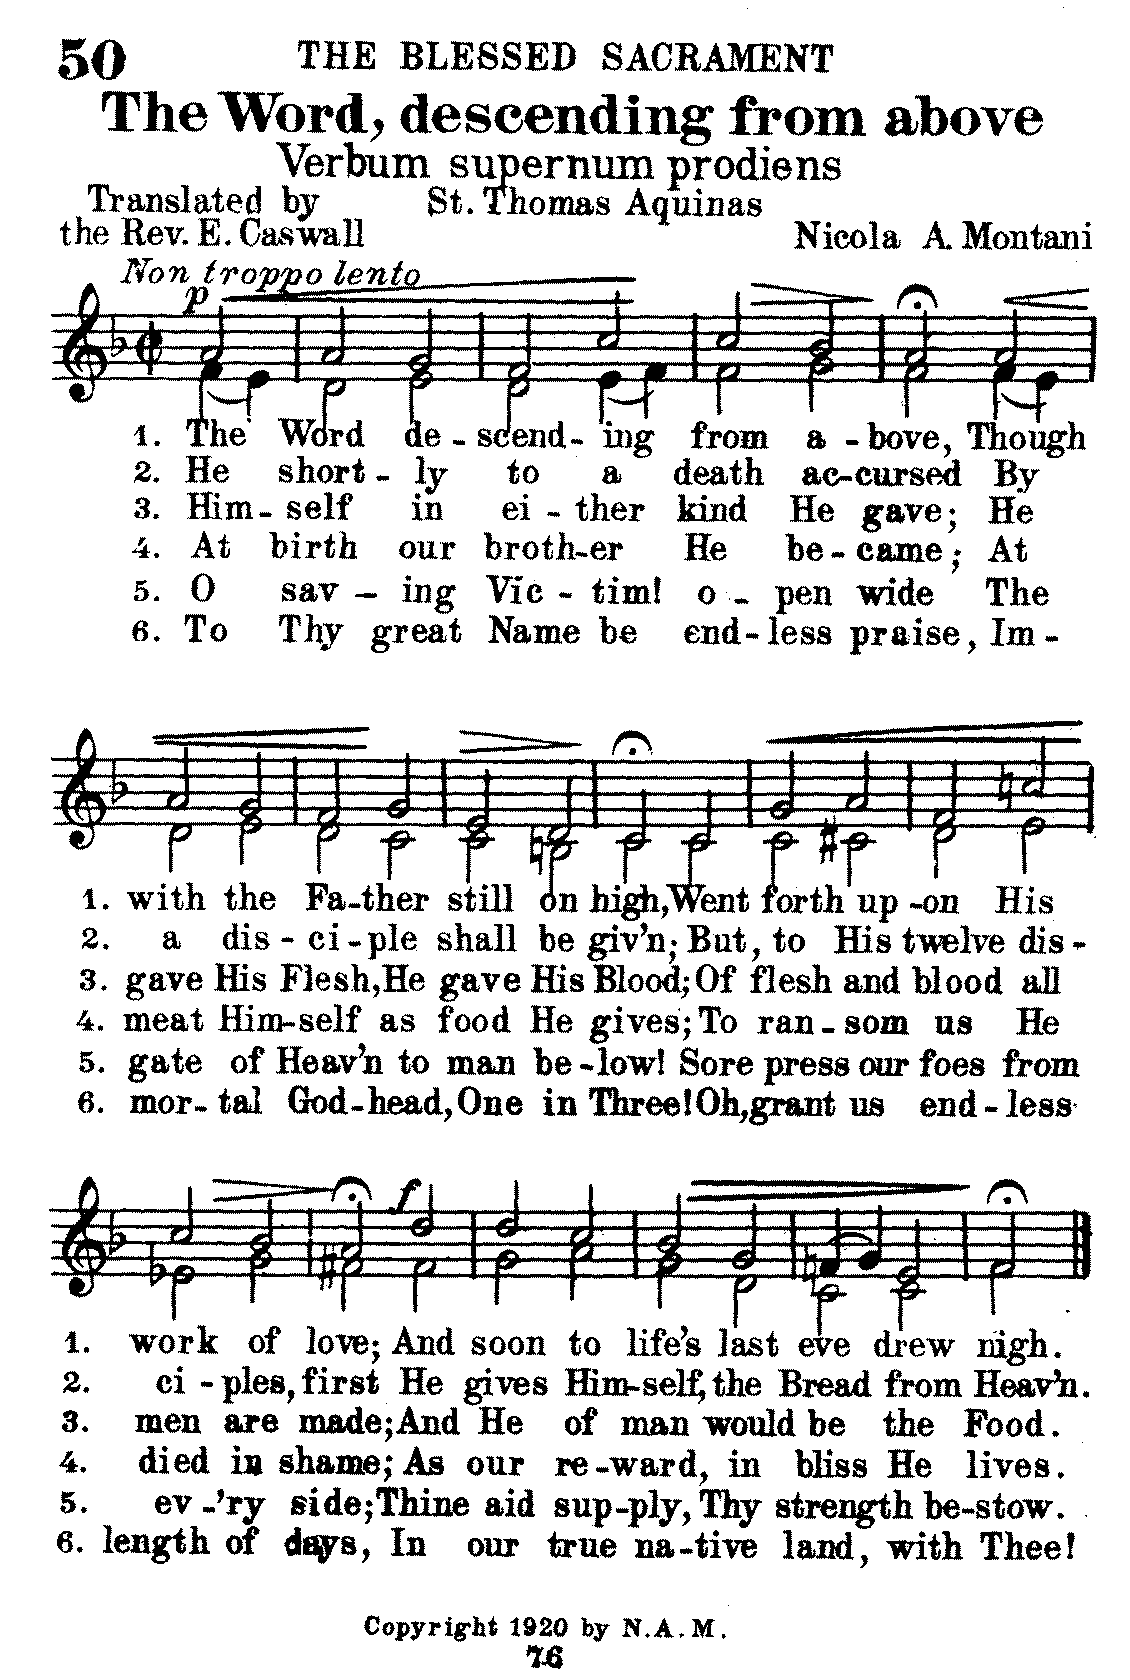 50 THE BLESSED SACRAMENT
The Word, descending from above
Verbum supernum prodiens
Translated by St. Thomas Aquinas
the Rev. E. Caswall Nicola A. Montani
Non troppo lento
p
1. The Word de - scend- ing from a - bove, Though
2. He short - ly to a death ac-cursed By
3. Him- self in ei - ther kind He gave; He
4. At birth our broth-er He be - came; At
5. O sav - ing Vic - tim! o - pen wide The
6. To Thy great Name be end - less praise, Im -
1. with the Fa-ther still on high, Went forth up -on His
2. a dis - ci - ple shall be giv'n; But, to His twelve dis -
3. gave His Flesh, He gave His Blood; Of flesh and blood all
4. meat Him-self as food He gives; To ran - som us He
5. gate of Heav'n to man be -low! Sore press our foes from
6. mor- tal God-head, One in Three! Oh, grant us end - less
f
1. work of love; And soon to life's last eve drew nigh.
2. ci - ples, first He gives Him-self, the Bread from Heav'n.
3. men are made; And He of man would be the Food.
4. died in shame; As our re -ward, in bliss He lives.
5. ev -'ry side; Thine aid sup-ply, Thy strength be-stow.
6. length of days, In our true na-tive land, with Thee!
Copyright 1920 by N. A. M.
76